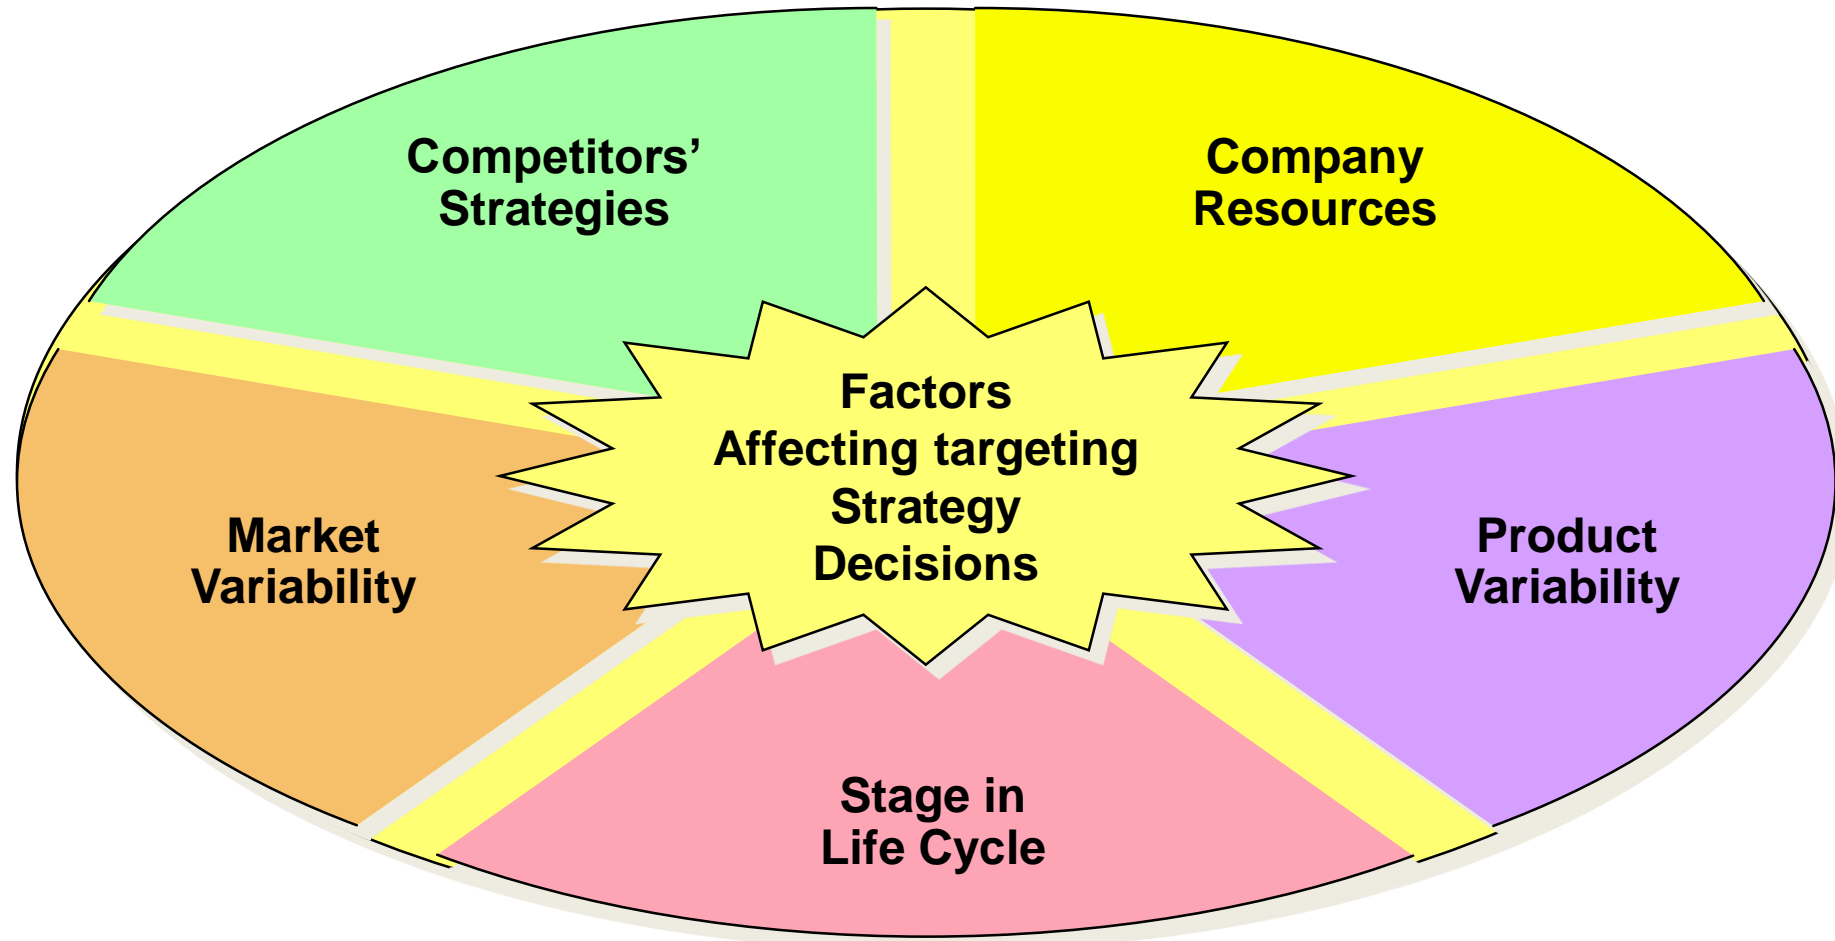 Competitors’
Strategies
Company
Resources
Factors
Affecting targeting
Strategy
Decisions
Market
Variability
Product
Variability
Stage in
Life Cycle